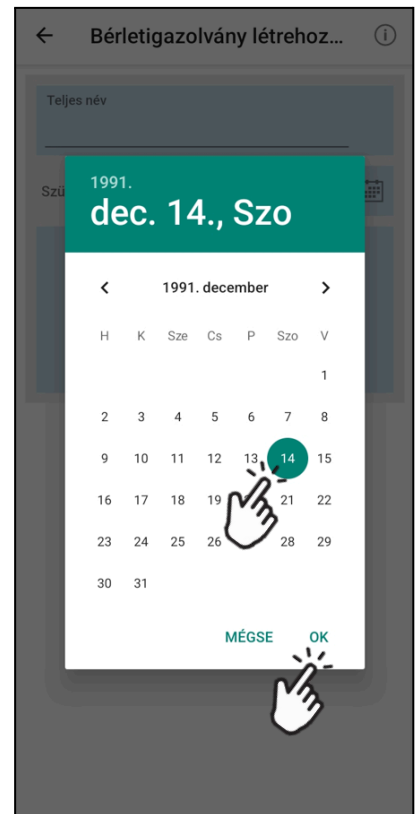 Bérletigazolvány létrehoz...
Teljes név
Szü
1991.
dec. 14., Szo
1991. december
H K Sze Cs P Szo V
1
2 3 4 5 6 7 8
9 10 11 12 13 14 15
16 17 18 19 21 22
23 24 25 26 28 29
30 31
MÉGSE OK